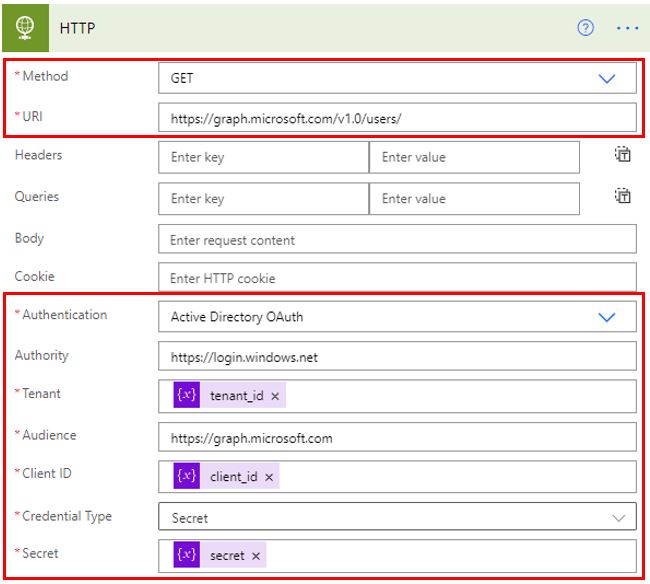 HTTP
* Method GET
* URI https://graph.microsoft.com/v1.0/users/
Headers Enter key Enter value
Queries Enter key Enter value
Body Enter request content
Cookie Enter HTTP cookie
* Authentication Active Directory OAuth
Authority https://login.windows.net
* Tenant {x} tenant_id ×
* Audience https://graph.microsoft.com
* Client ID {x} client_id ×
* Credential Type Secret
* Secret {x} secret ×